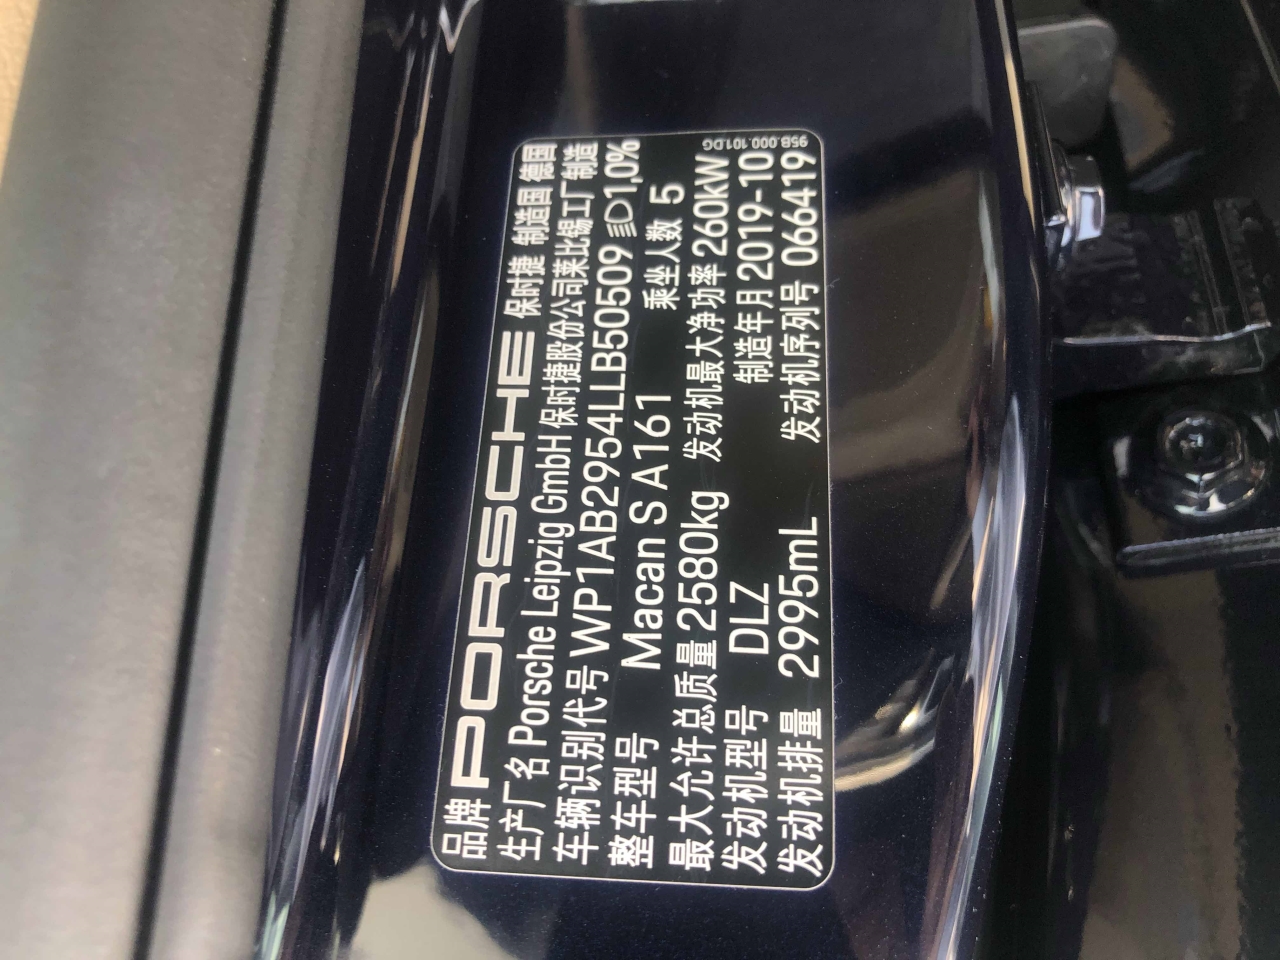 品牌 PORSCHE 保时捷 制造国 德国
生产厂名 Porsche Leipzig GmbH 保时捷股份公司莱比锡工厂制造
车辆识别代号 WP1AB2954LLB50509 1,0%
整车型号 Macan S A161 乘坐人数 5
最大允许总质量 2580kg 发动机最大净功率 260kW
发动机型号 DLZ 制造年月 2019-10
发动机排量 2995mL 发动机序列号 066419
95B.000.101.DG